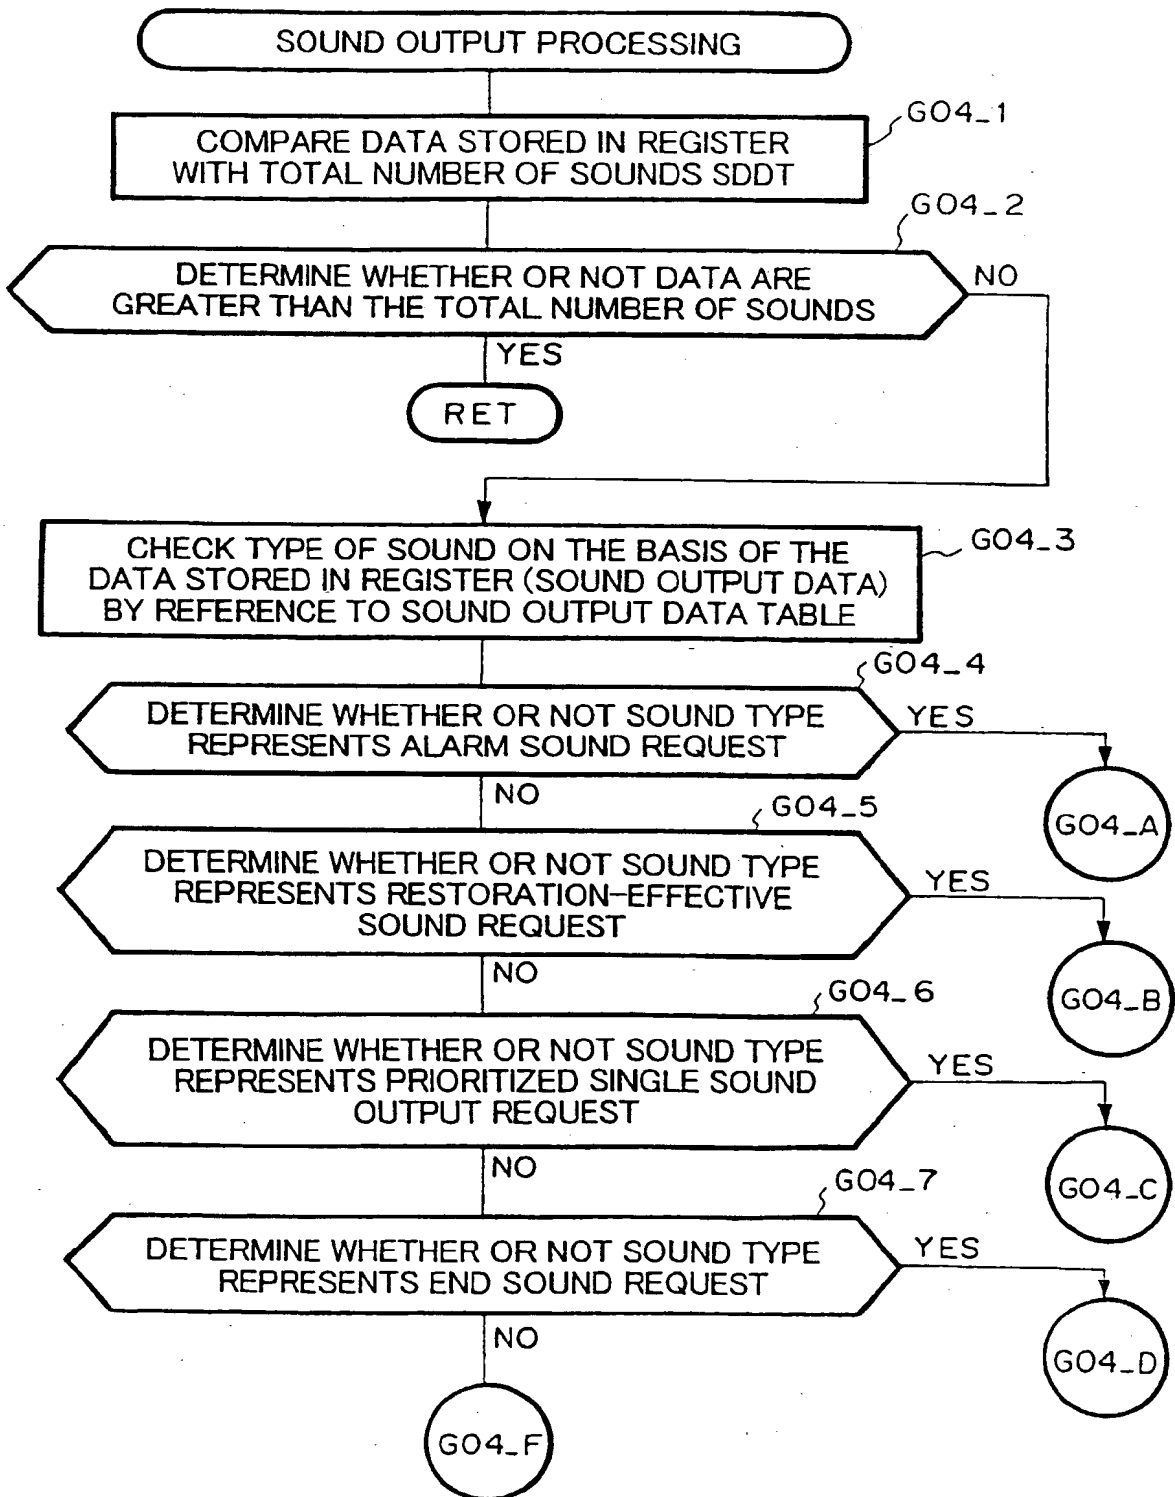 SOUND OUTPUT PROCESSING
G04_1
COMPARE DATA STORED IN REGISTER
WITH TOTAL NUMBER OF SOUNDS SDDT
G04_2
DETERMINE WHETHER OR NOT DATA ARE
GREATER THAN THE TOTAL NUMBER OF SOUNDS
NO
YES
RET
G04_3
CHECK TYPE OF SOUND ON THE BASIS OF THE
DATA STORED IN REGISTER (SOUND OUTPUT DATA)
BY REFERENCE TO SOUND OUTPUT DATA TABLE
G04_4
DETERMINE WHETHER OR NOT SOUND TYPE
REPRESENTS ALARM SOUND REQUEST
YES
NO
G04_A
G04_5
DETERMINE WHETHER OR NOT SOUND TYPE
REPRESENTS RESTORATION-EFFECTIVE
SOUND REQUEST
YES
NO
G04_B
G04_6
DETERMINE WHETHER OR NOT SOUND TYPE
REPRESENTS PRIORITIZED SINGLE SOUND
OUTPUT REQUEST
YES
NO
G04_C
G04_7
DETERMINE WHETHER OR NOT SOUND TYPE
REPRESENTS END SOUND REQUEST
YES
NO
G04_D
G04_F